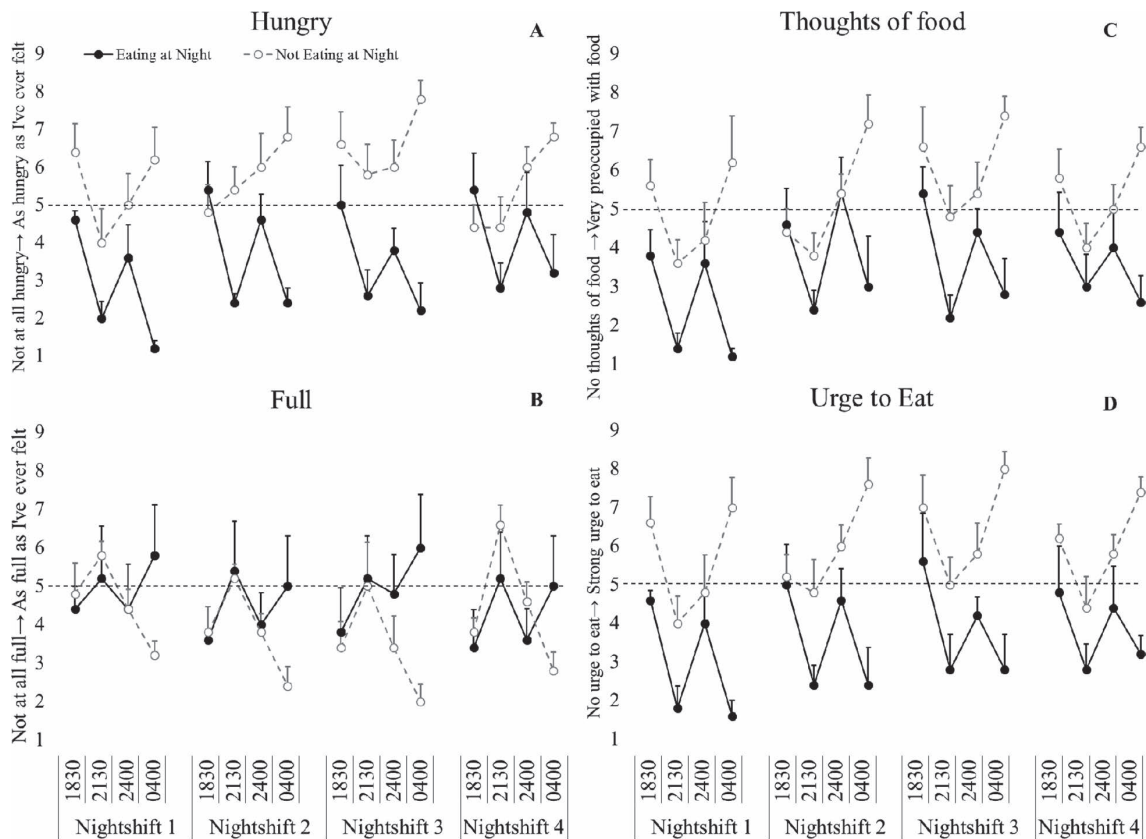 Hungry
A
Not at all hungry→ As hungry as I've ever felt
9
8
7
6
5
4
3
2
1
Eating at Night
Not Eating at Night
Thoughts of food
C
No thoughts of food →Very preoccupied with food
9
8
7
6
5
4
3
2
1
Full
B
Not at all full→ As full as I've ever felt
9
8
7
6
5
4
3
2
1
Urge to Eat
D
No urge to eat→ Strong urge to eat
9
8
7
6
5
4
3
2
1
1830 2130 2400 0400 1830 2130 2400 0400 1830 2130 2400 0400 1830 2130 2400 0400
Nightshift 1 Nightshift 2 Nightshift 3 Nightshift 4
1830 2130 2400 0400 1830 2130 2400 0400 1830 2130 2400 0400 1830 2130 2400 0400
Nightshift 1 Nightshift 2 Nightshift 3 Nightshift 4